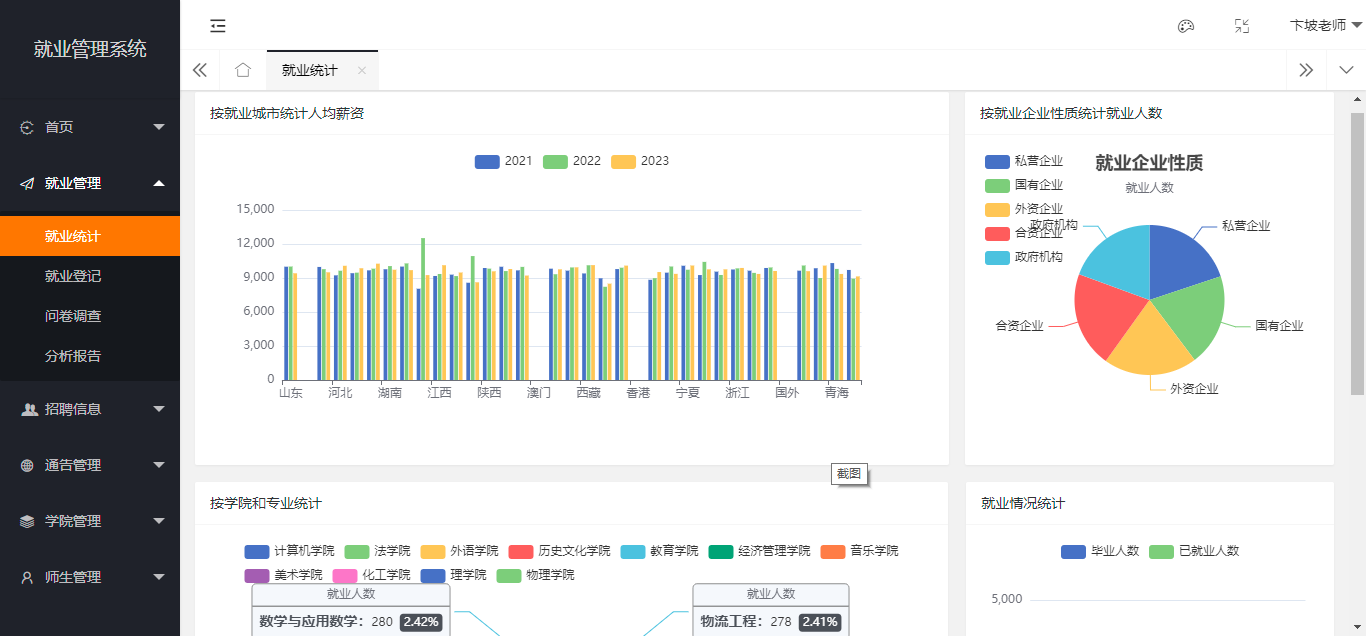 就业管理系统
首页
就业管理
就业统计
就业登记
问卷调查
分析报告
招聘信息
通告管理
学院管理
师生管理
卞坡老师
就业统计
按就业城市统计人均薪资
2021 2022 2023
15,000
12,000
9,000
6,000
3,000
0
山东 河北 湖南 江西 陕西 澳门 西藏 香港 宁夏 浙江 国外 青海
按就业企业性质统计就业人数
私营企业
国有企业
外资企业
合资企业
政府机构
就业企业性质
就业人数
政府机构
私营企业
合资企业
国有企业
外资企业
截图
按学院和专业统计
计算机学院 法学院 外语学院 历史文化学院 教育学院 经济管理学院 音乐学院
美术学院 化工学院 理学院 物理学院
就业人数
数学与应用数学： 280 2.42%
就业人数
物流工程： 278 2.41%
就业情况统计
毕业人数 已就业人数
5,000